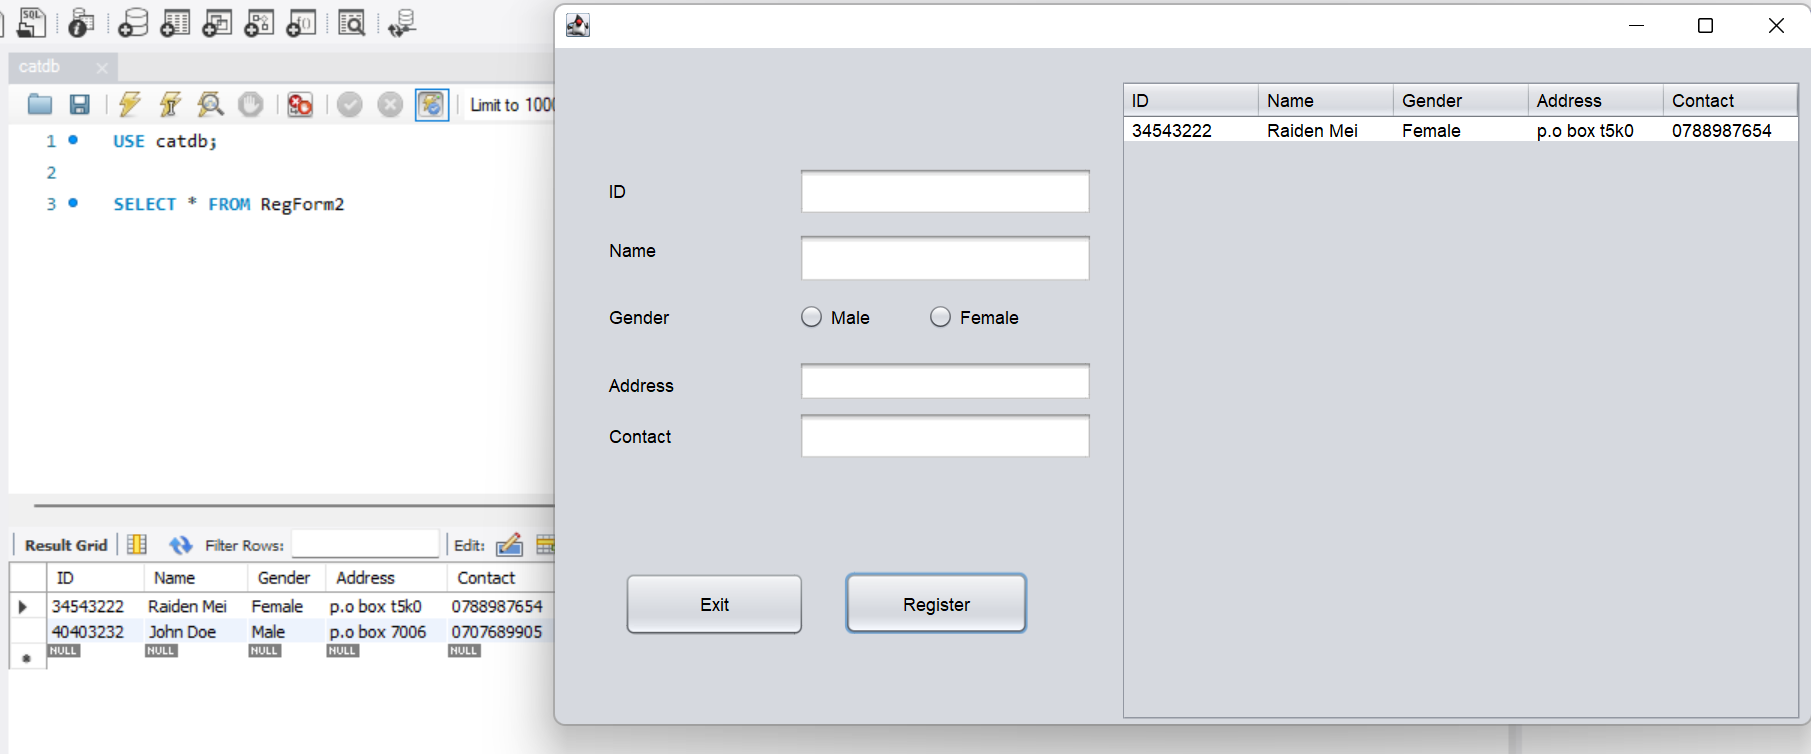 SQL
catdb
Limit to 1000
1 USE catdb;
2
3 SELECT * FROM RegForm2
Result Grid Filter Rows: Edit:
ID Name Gender Address Contact
34543222 Raiden Mei Female p.o box t5k0 0788987654
40403232 John Doe Male p.o box 7006 0707689905
NULL NULL NULL NULL NULL
ID
Name
Gender Male Female
Address
Contact
Exit Register
ID Name Gender Address Contact
34543222 Raiden Mei Female p.o box t5k0 0788987654